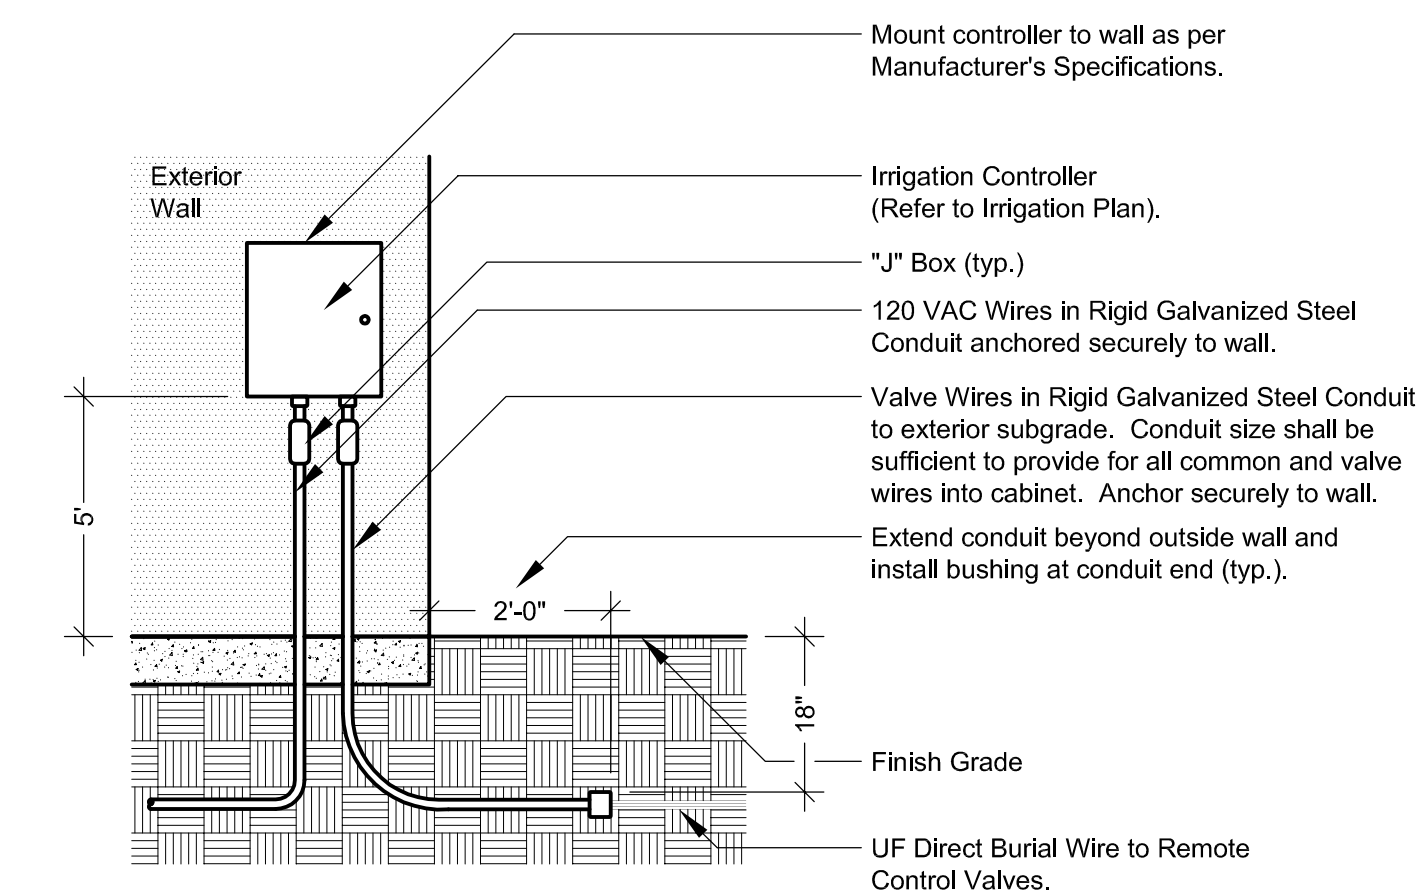 Mount controller to wall as per
Manufacturer's Specifications.
Exterior
Wall
Irrigation Controller
(Refer to Irrigation Plan).
"J" Box (typ.)
120 VAC Wires in Rigid Galvanized Steel
Conduit anchored securely to wall.
Valve Wires in Rigid Galvanized Steel Conduit
to exterior subgrade. Conduit size shall be
sufficient to provide for all common and valve
wires into cabinet. Anchor securely to wall.
5'
Extend conduit beyond outside wall and
install bushing at conduit end (typ.).
2'-0"
18"
Finish Grade
UF Direct Burial Wire to Remote
Control Valves.